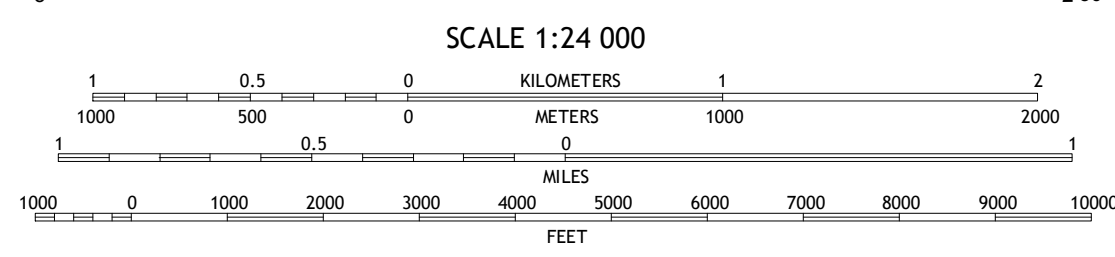 SCALE 1:24 000
1 0.5 0 KILOMETERS 1 2
1000 500 0 METERS 1000 2000
1 0.5 0 1
MILES
1000 0 1000 2000 3000 4000 5000 6000 7000 8000 9000 10000
FEET